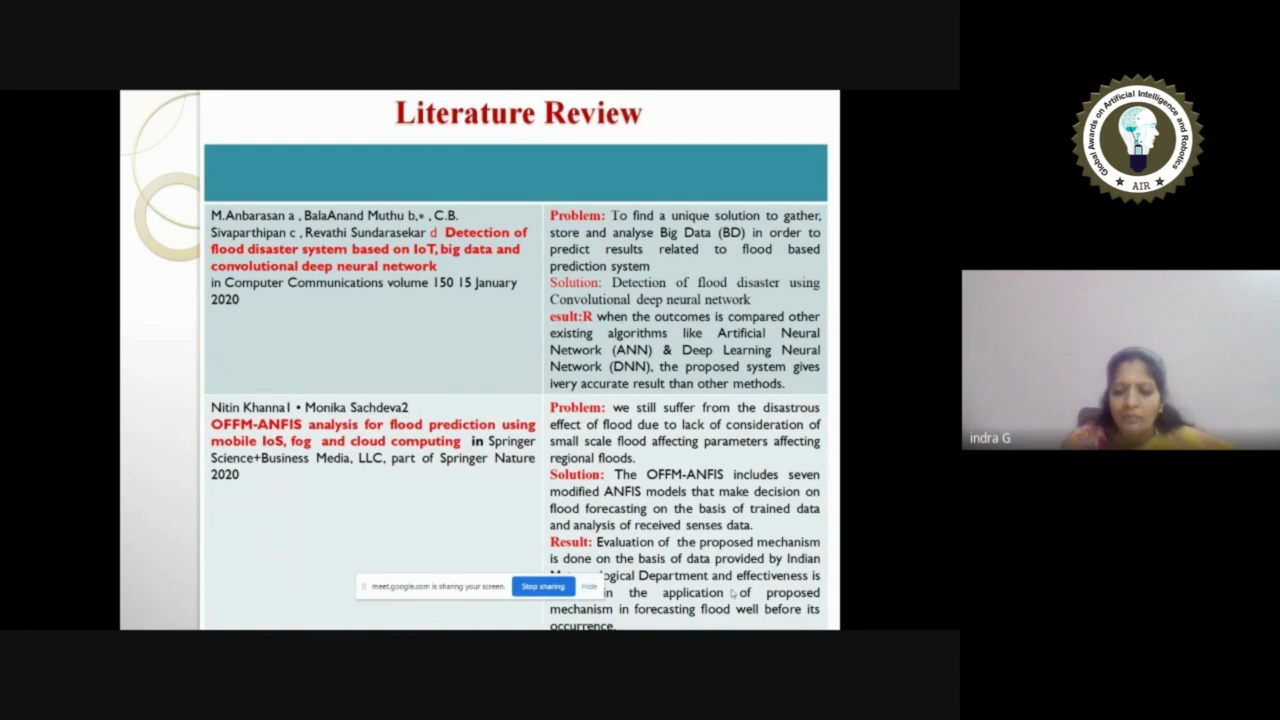 Literature Review
M.Anbarasan a , BalaAnand Muthu b,* , C.B.
Sivaparthipan c , Revathi Sundarasekar d Detection of
flood disaster system based on IoT, big data and
convolutional deep neural network
in Computer Communications volume 150 15 January
2020
Problem: To find a unique solution to gather,
store and analyse Big Data (BD) in order to
predict results related to flood based
prediction system
Solution: Detection of flood disaster using
Convolutional deep neural network
esult:R when the outcomes is compared other
existing algorithms like Artificial Neural
Network (ANN) & Deep Learning Neural
Network (DNN), the proposed system gives
ivery accurate result than other methods.
Nitin Khanna1 • Monika Sachdeva2
OFFM-ANFIS analysis for flood prediction using
mobile IoS, fog and cloud computing in Springer
Science+Business Media, LLC, part of Springer Nature
2020
Problem: we still suffer from the disastrous
effect of flood due to lack of consideration of
small scale flood affecting parameters affecting
regional floods.
Solution: The OFFM-ANFIS includes seven
modified ANFIS models that make decision on
flood forecasting on the basis of trained data
and analysis of received senses data.
Result: Evaluation of the proposed mechanism
is done on the basis of data provided by Indian
ological Department and effectiveness is
in the application of proposed
mechanism in forecasting flood well before its
occurrence.
meet.google.com is sharing your screen.
Stop sharing
Hide
Global Awards on Artificial Intelligence and Robotics
AIR
indra G